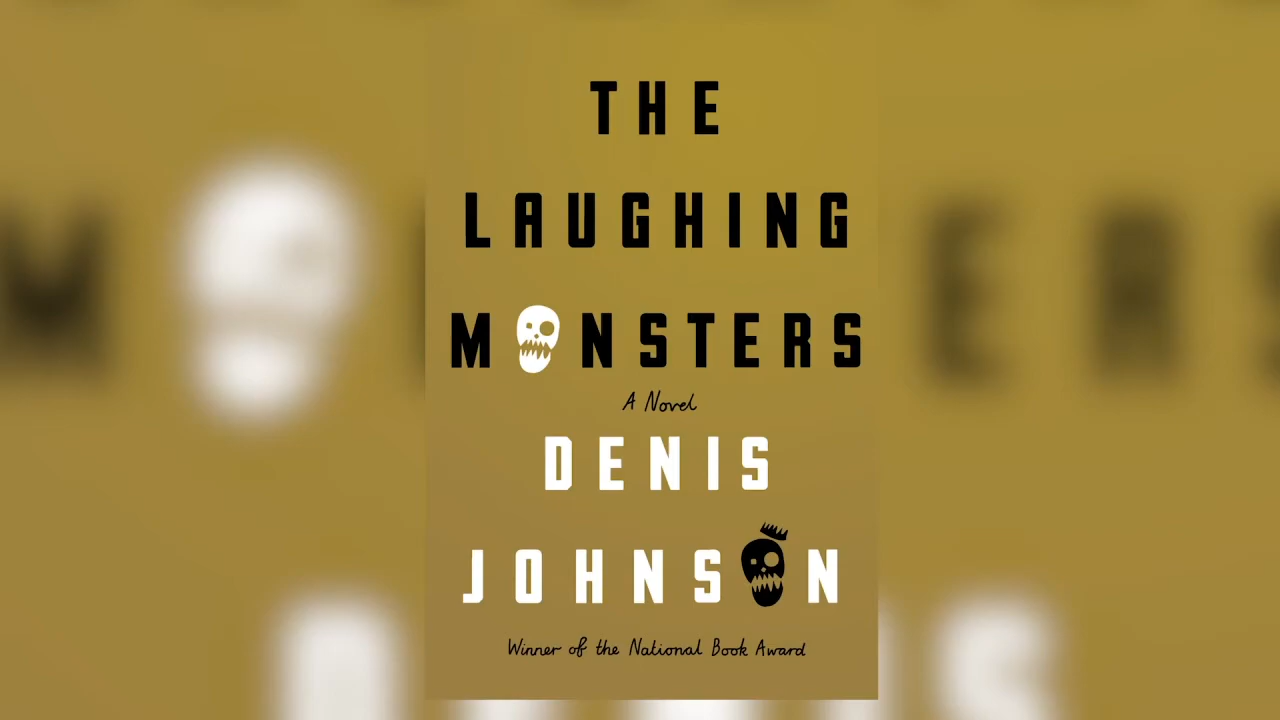 THE
LAUGHING
MONSTERS
A Novel
DENIS
JOHNSON
Winner of the National Book Award